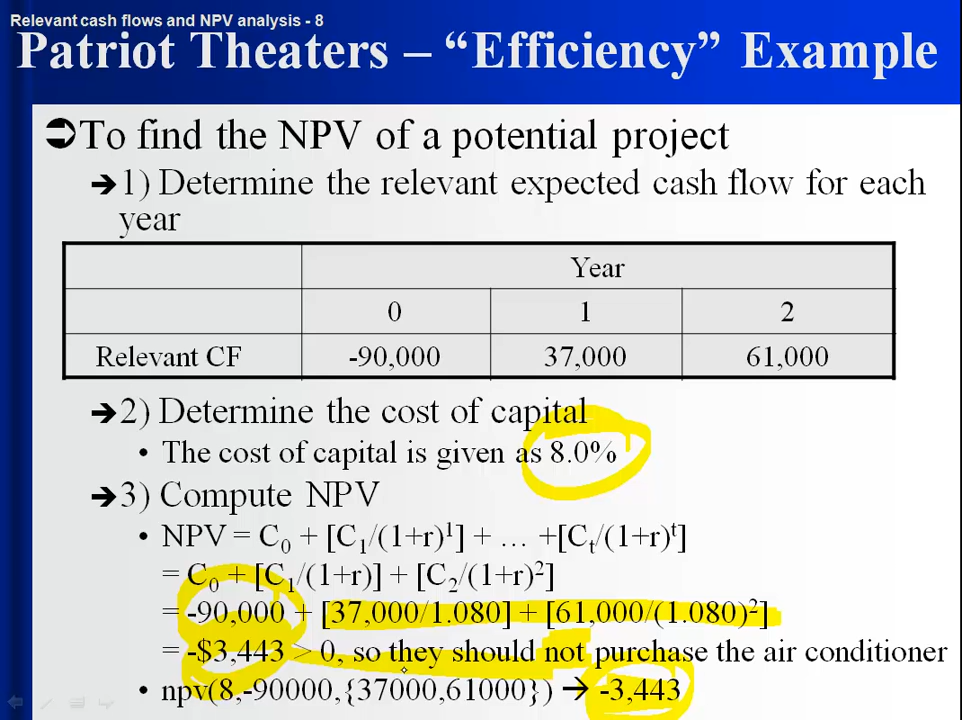 Relevant cash flows and NPV analysis - 8
Patriot Theaters – “Efficiency” Example
To find the NPV of a potential project
1) Determine the relevant expected cash flow for each
year
Year
0 1 2
Relevant CF -90,000 37,000 61,000
2) Determine the cost of capital
• The cost of capital is given as 8.0%
3) Compute NPV
• NPV = C₀ + [C₁/(1+r)¹] + … +[Cₜ/(1+r)ᵗ]
= C₀ + [C₁/(1+r)] + [C₂/(1+r)²]
= -90,000 + [37,000/1.080] + [61,000/(1.080)²]
= -$3,443 > 0, so they should not purchase the air conditioner
• npv(8,-90000,{37000,61000}) → -3,443